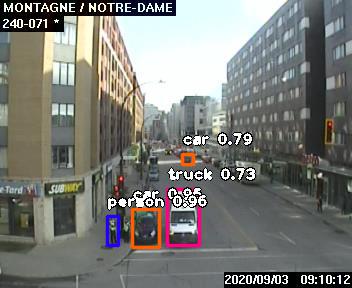 MONTAGNE / NOTRE-DAME
240-071 *
car 0.79
truck 0.73
car 0.95
person 0.96
e-Tard
SUBWAY
2020/09/03 09:10:12